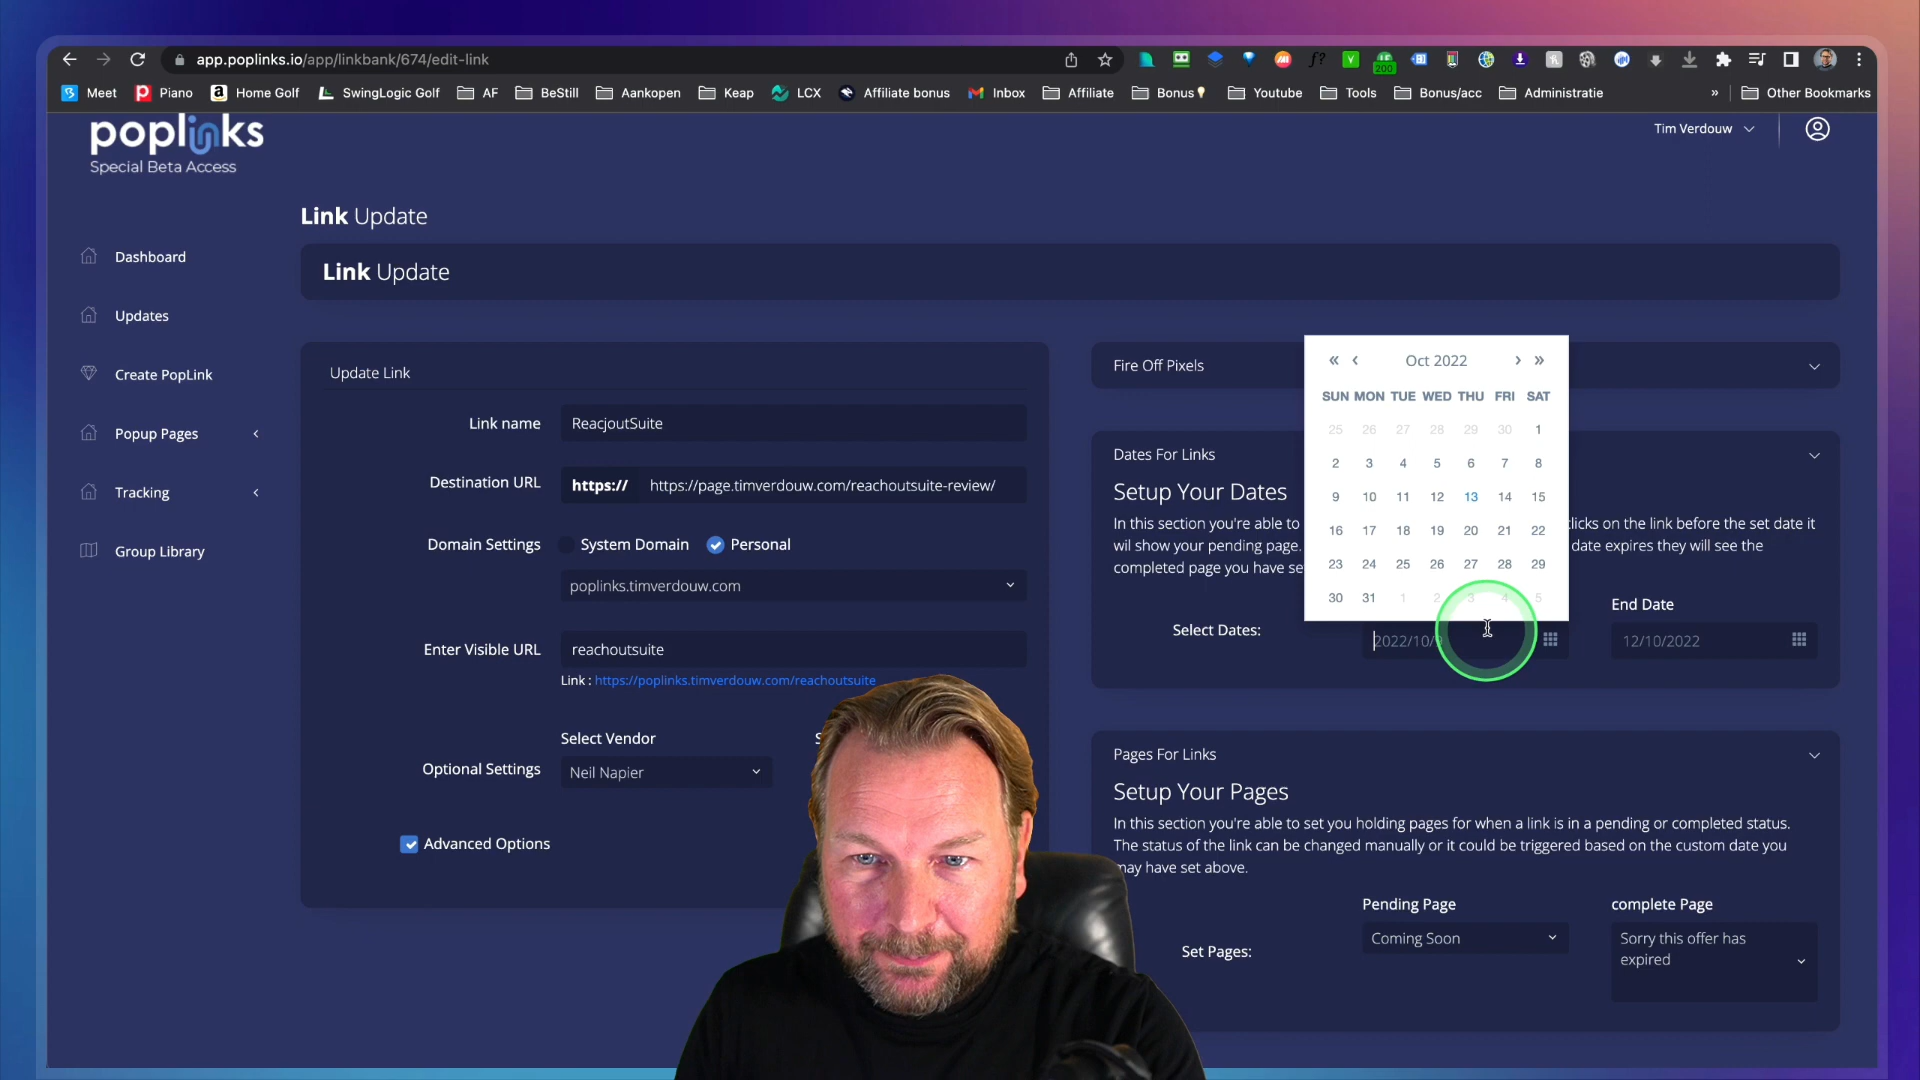 app.poplinks.io/app/linkbank/674/edit-link
200
Meet Piano Home Golf SwingLogic Golf AF BeStill Aankopen Keap LCX Affiliate bonus Inbox Affiliate Bonus Youtube Tools Bonus/acc Administratie » Other Bookmarks
poplinks
Special Beta Access
Tim Verdouw
Link Update
Link Update
Dashboard
Updates
Create PopLink
Popup Pages
Tracking
Group Library
Update Link
Link name ReacjoutSuite
Destination URL https:// https://page.timverdouw.com/reachoutsuite-review/
Domain Settings System Domain Personal
poplinks.timverdouw.com
Enter Visible URL reachoutsuite
Link : https://poplinks.timverdouw.com/reachoutsuite
Select Vendor
Optional Settings Neil Napier
Advanced Options
Fire Off Pixels
« ‹ Oct 2022 › »
SUN MON TUE WED THU FRI SAT
25 26 27 28 29 30 1
2 3 4 5 6 7 8
9 10 11 12 13 14 15
16 17 18 19 20 21 22
23 24 25 26 27 28 29
30 31 1 2 3 4 5
Dates For Links
Setup Your Dates
In this section you're able to clicks on the link before the set date it
wil show your pending page. date expires they will see the
completed page you have se
End Date
Select Dates: 2022/10/ 12/10/2022
Pages For Links
Setup Your Pages
In this section you're able to set you holding pages for when a link is in a pending or completed status.
The status of the link can be changed manually or it could be triggered based on the custom date you
may have set above.
Pending Page complete Page
Set Pages: Coming Soon Sorry this offer has
expired